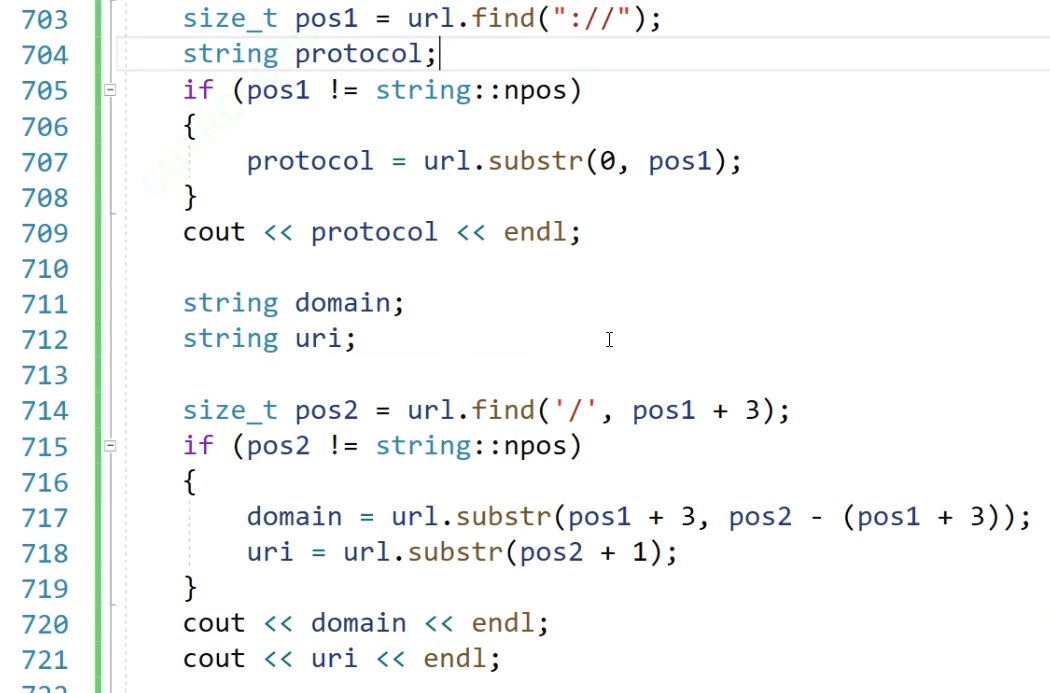 703 size_t pos1 = url.find("://");
704 string protocol;
705 if (pos1 != string::npos)
706 {
707 protocol = url.substr(0, pos1);
708 }
709 cout << protocol << endl;
710
711 string domain;
712 string uri;
713
714 size_t pos2 = url.find('/', pos1 + 3);
715 if (pos2 != string::npos)
716 {
717 domain = url.substr(pos1 + 3, pos2 - (pos1 + 3));
718 uri = url.substr(pos2 + 1);
719 }
720 cout << domain << endl;
721 cout << uri << endl;